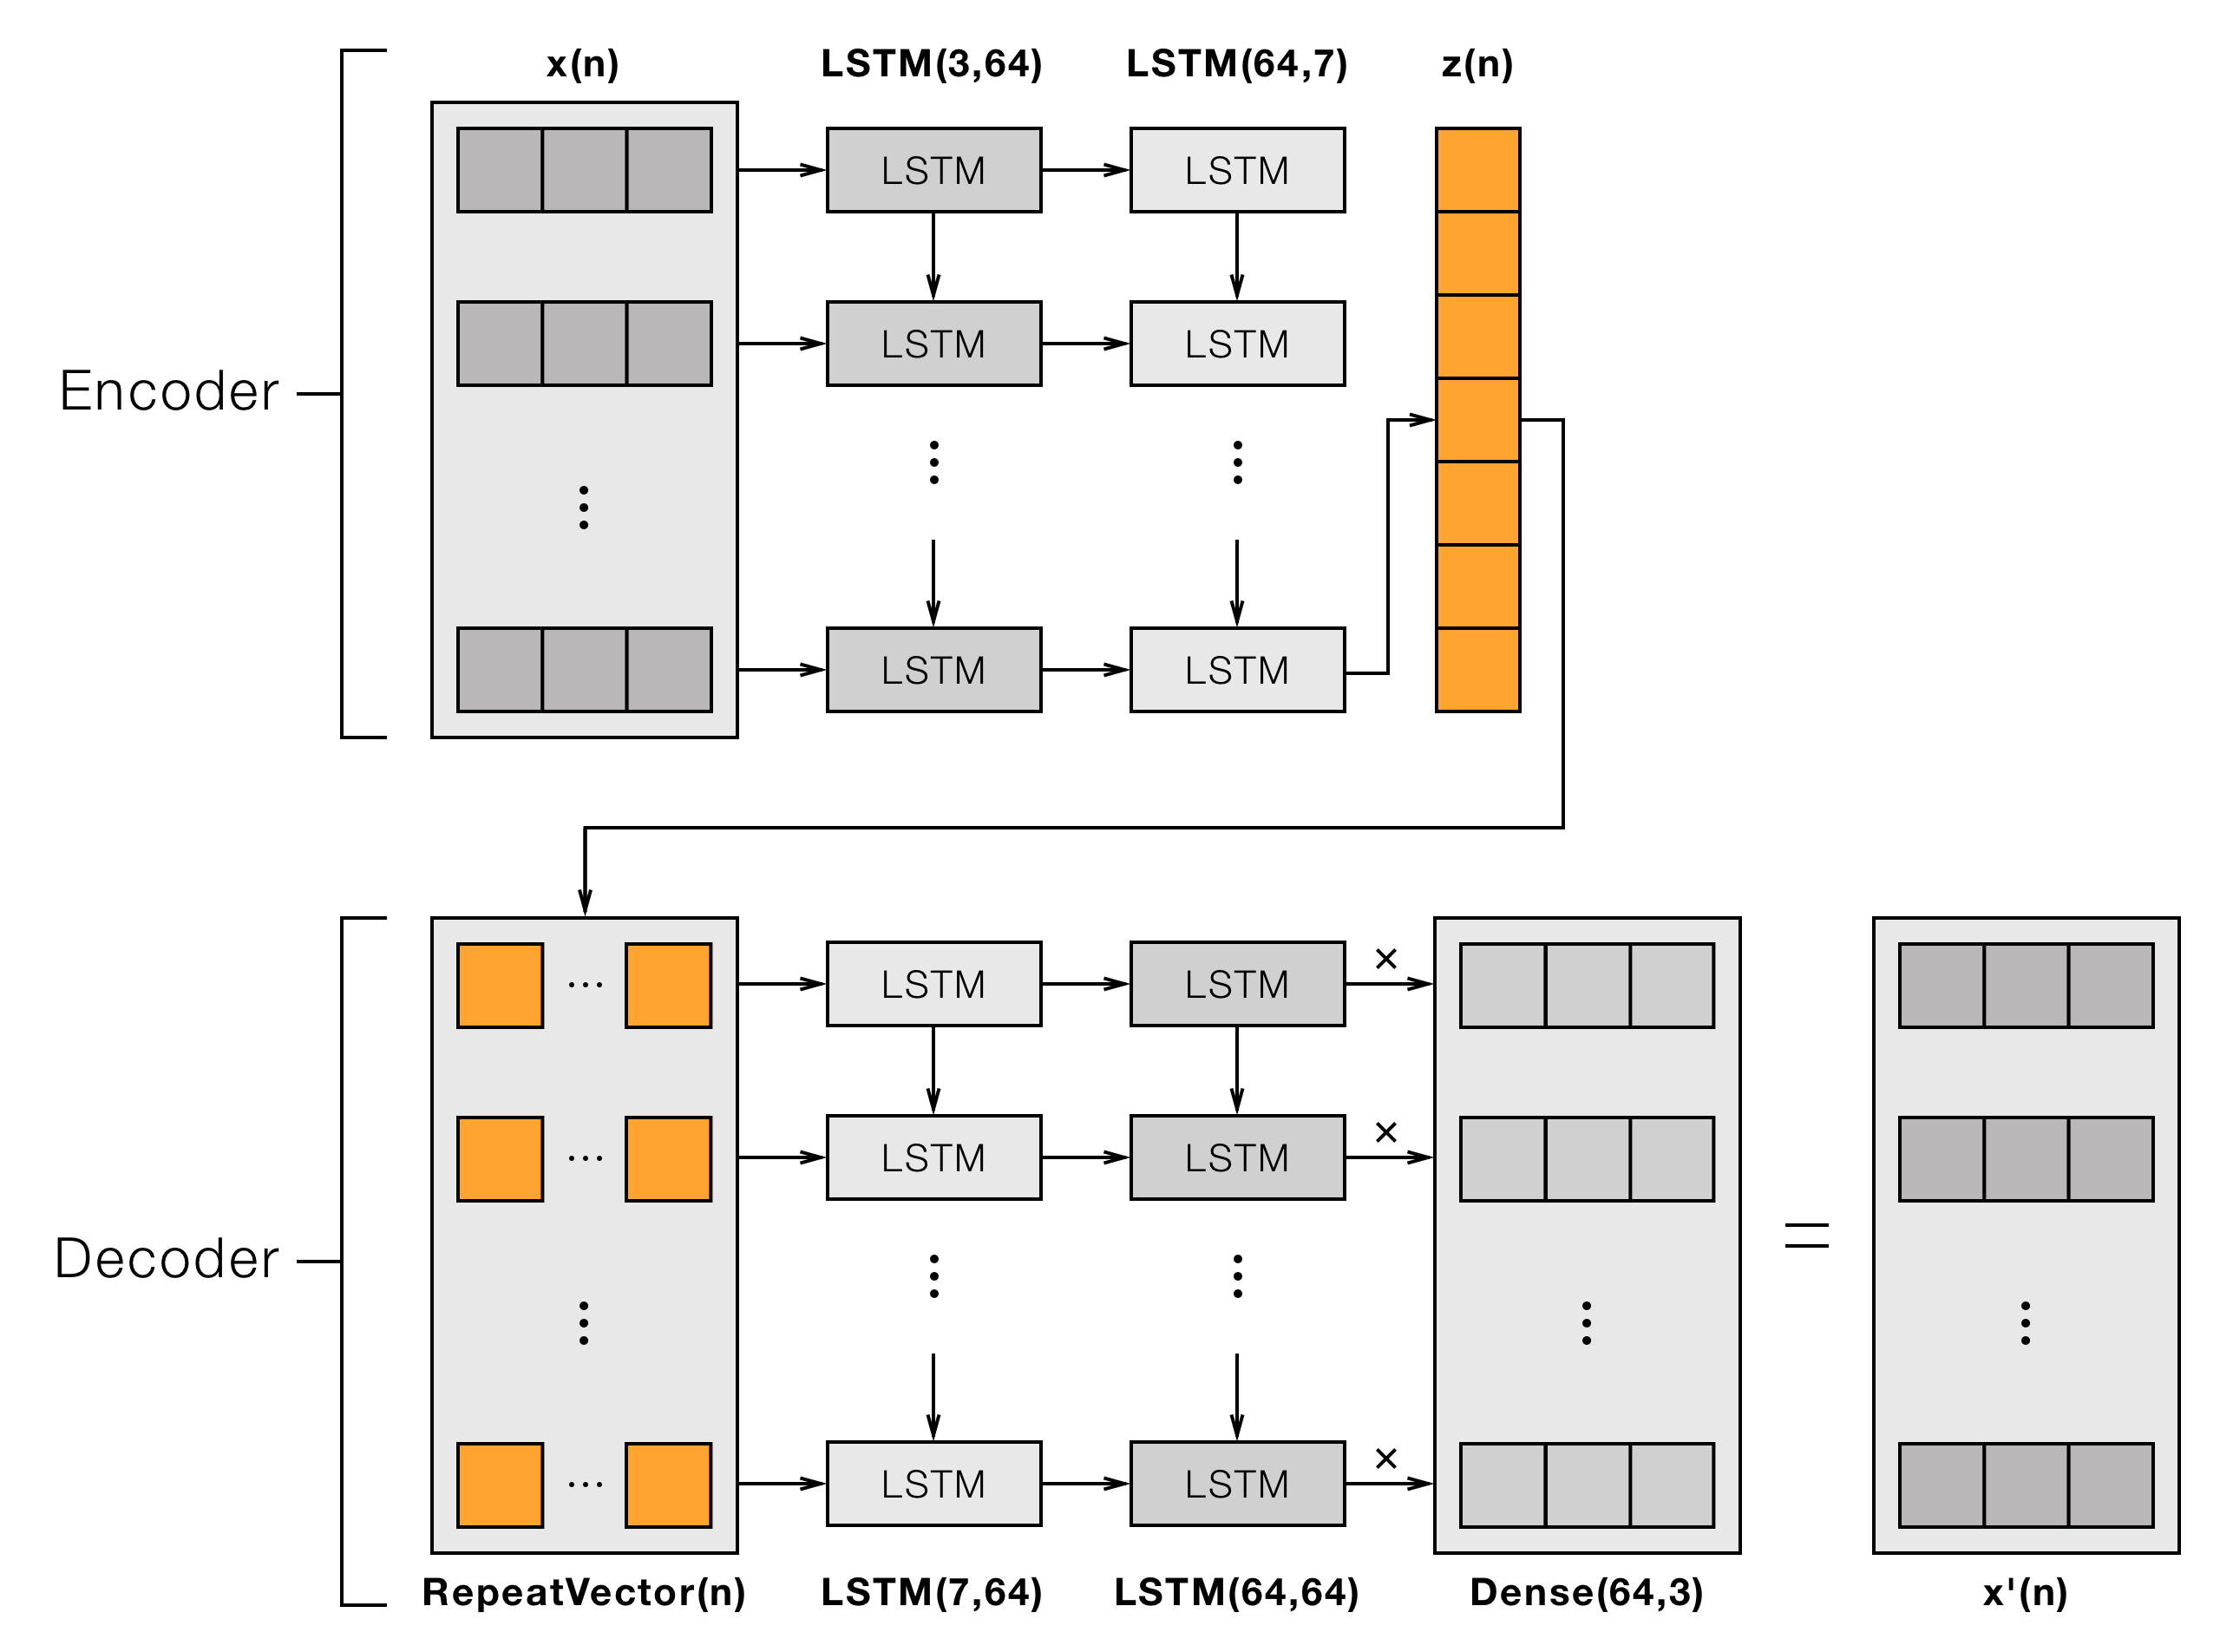 x(n) LSTM(3,64) LSTM(64,7) z(n)
LSTM LSTM
LSTM LSTM
Encoder
LSTM LSTM
LSTM LSTM ×
LSTM LSTM ×
Decoder
=
LSTM LSTM ×
RepeatVector(n) LSTM(7,64) LSTM(64,64) Dense(64,3) x'(n)